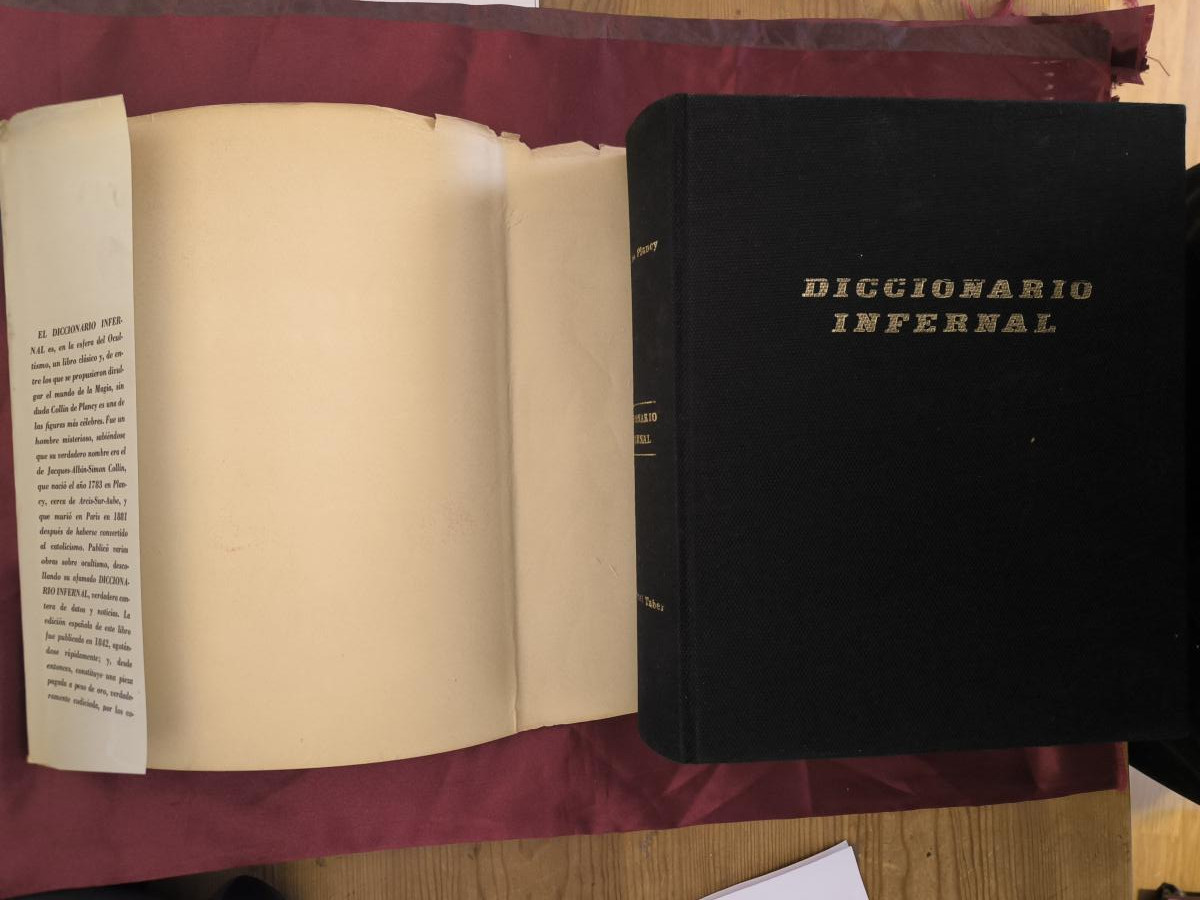 EL DICCIONARIO INFER-
NAL es, en la esfera del Ocul-
tismo, un libro clásico y, de en-
tre los que se propusieron divul-
gar el mundo de la Magia, sin
duda Collin de Plancy es una de
las figuras más célebres. Fue un
hombre misterioso, sabiéndose
que su verdadero nombre era el
de Jacques-Albin-Simon Collin,
que nació el año 1783 en Plan-
cy, cerca de Arcis-Sur-Aube, y
que murió en París en 1881
después de haberse convertido
al catolicismo. Publicó varias
obras sobre ocultismo, desco-
llando su afamado DICCIONA-
RIO INFERNAL, verdadera can-
tera de datos y noticias. La
edición española de este libro
fue publicada en 1842, agotán-
dose rápidamente; y, desde
entonces, constituye una pieza
pagada a peso de oro, verdade-
ramente codiciada, por los co-
Plancy
ONARIO
RNAL
Taber
DICCIONARIO
INFERNAL